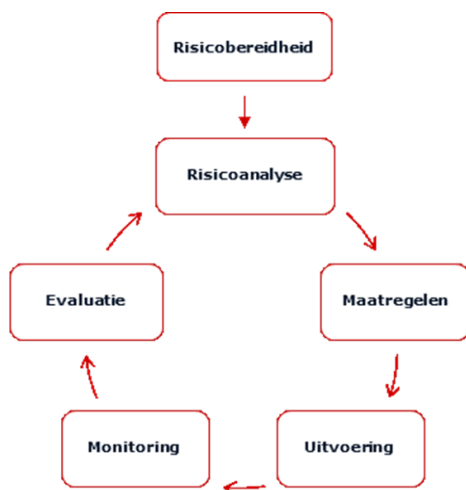 Risicobereidheid
Risicoanalyse
Maatregelen
Uitvoering
Monitoring
Evaluatie